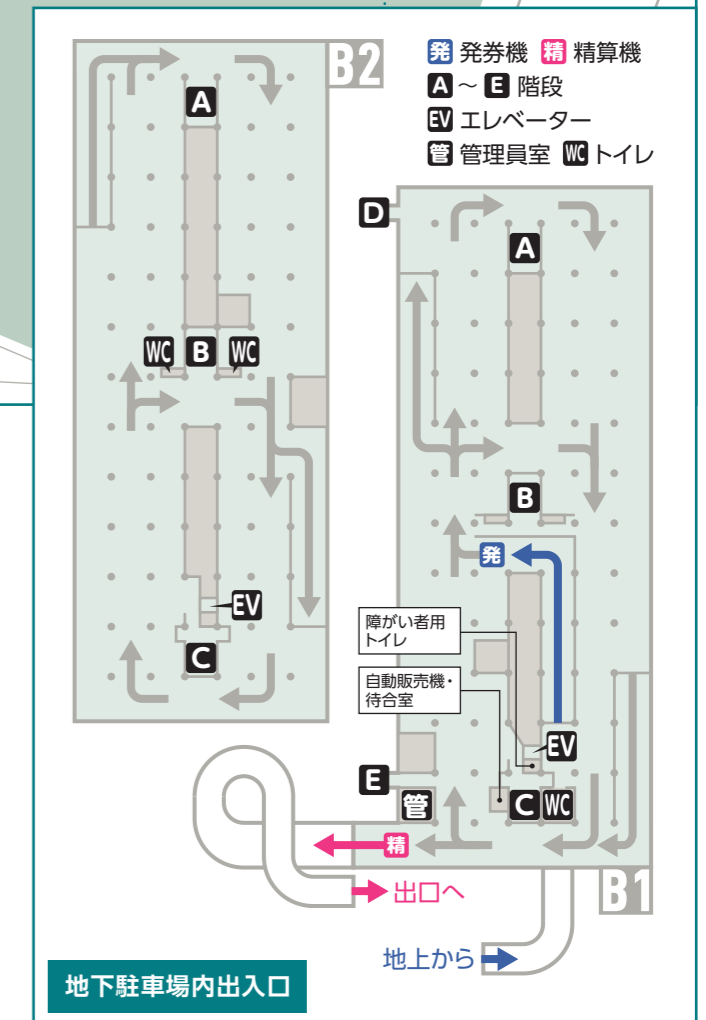 B2
発 発券機 精 精算機
A ～ E 階段
EV エレベーター
管 管理員室 WC トイレ
A
WC B WC
EV
C
D
A
B
発
障がい者用
トイレ
自動販売機・
待合室
EV
E
管
C WC
精
B1
出口へ
地上から
地下駐車場内出入口